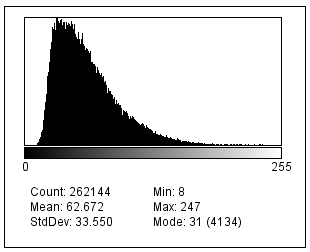 0 255
Count: 262144 Min: 8
Mean: 62.672 Max: 247
StdDev: 33.550 Mode: 31 (4134)